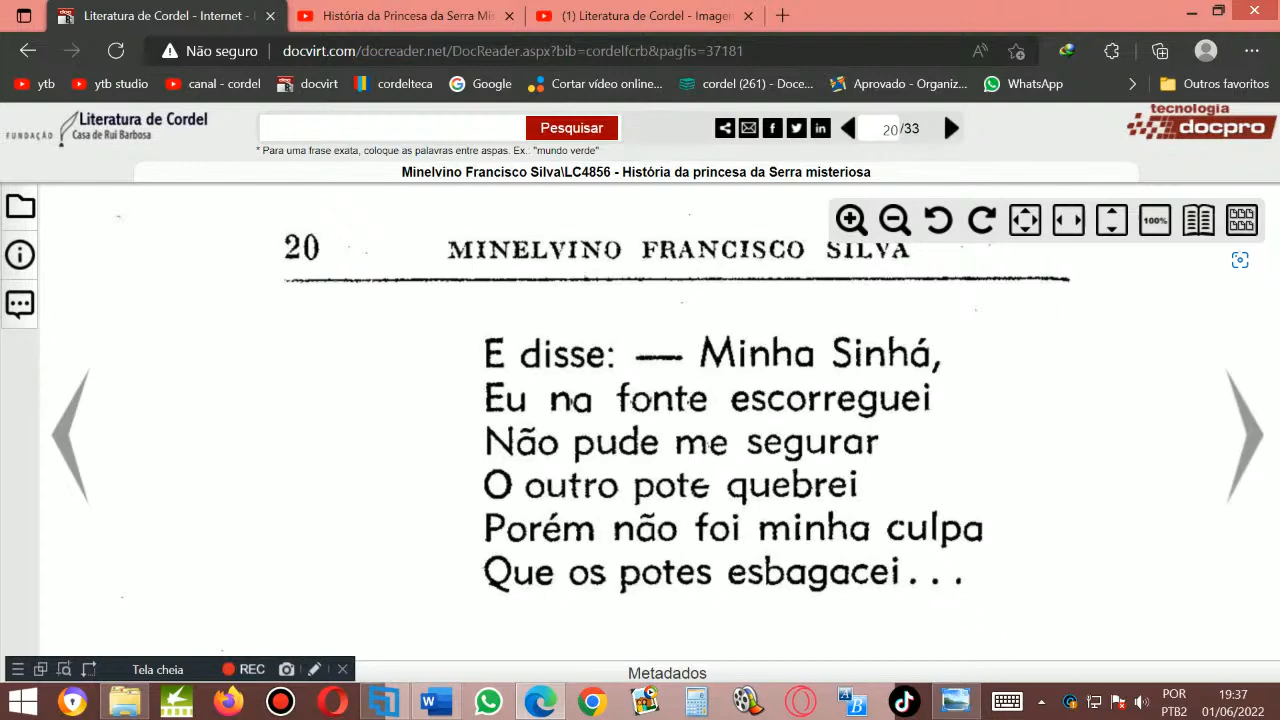 Literatura de Cordel - Internet -
História da Princesa da Serra Mis
(1) Literatura de Cordel - Imagen
Não seguro
docvirt.com/docreader.net/DocReader.aspx?bib=cordelfcrb&pagfis=37181
ytb
ytb studio
canal - cordel
docvirt
cordelteca
Google
Cortar vídeo online...
cordel (261) - Doce...
Aprovado - Organiz...
WhatsApp
Outros favoritos
FUNDAÇÃO
Literatura de Cordel
Casa de Rui Barbosa
Pesquisar
20 /33
tecnologia
docpro
* Para uma frase exata, coloque as palavras entre aspas. Ex.: "mundo verde"
Minelvino Francisco Silva\LC4856 - História da princesa da Serra misteriosa
100%
20 MINELVINO FRANCISCO SILVA
E disse: — Minha Sinhá,
Eu na fonte escorreguei
Não pude me segurar
O outro pote quebrei
Porém não foi minha culpa
Que os potes esbagacei...
Tela cheia
REC
Metadados
POR
PTB2
19:37
01/06/2022